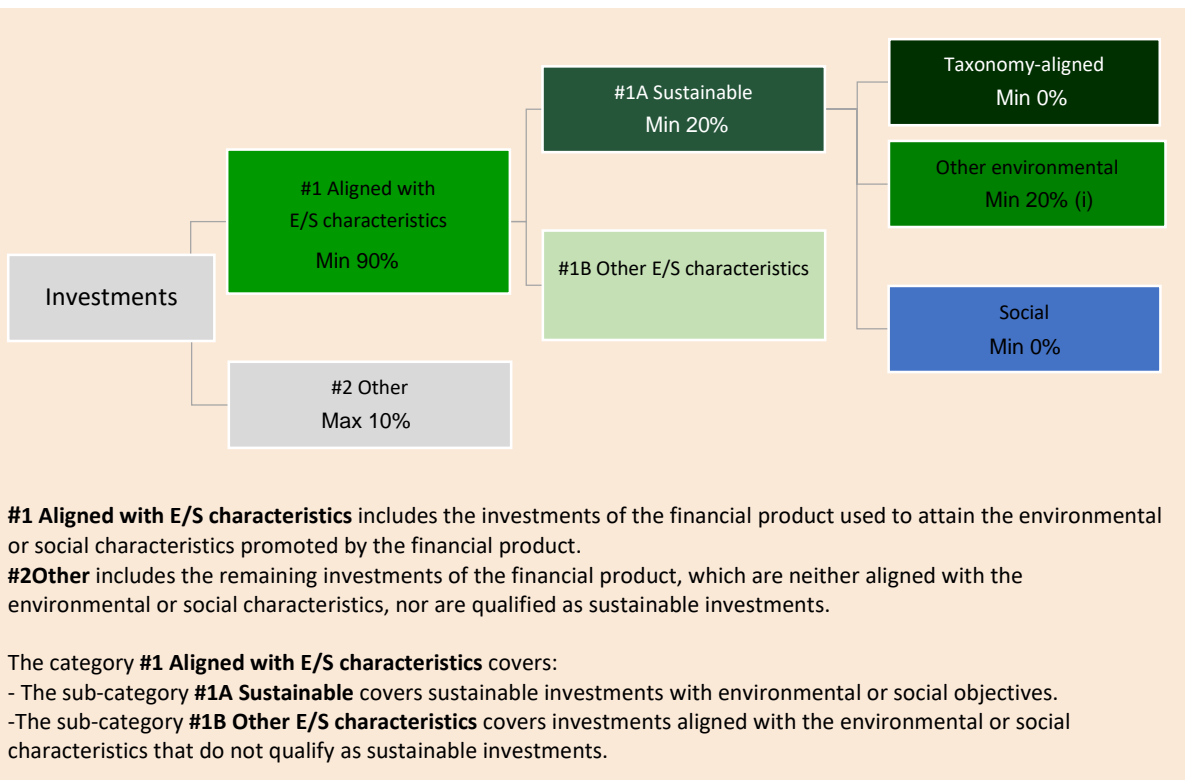 Investments
#1 Aligned with
E/S characteristics
Min 90%
#2 Other
Max 10%
#1A Sustainable
Min 20%
#1B Other E/S characteristics
Taxonomy-aligned
Min 0%
Other environmental
Min 20% (i)
Social
Min 0%
#1 Aligned with E/S characteristics includes the investments of the financial product used to attain the environmental
or social characteristics promoted by the financial product.
#2Other includes the remaining investments of the financial product, which are neither aligned with the
environmental or social characteristics, nor are qualified as sustainable investments.
The category #1 Aligned with E/S characteristics covers:
- The sub-category #1A Sustainable covers sustainable investments with environmental or social objectives.
-The sub-category #1B Other E/S characteristics covers investments aligned with the environmental or social
characteristics that do not qualify as sustainable investments.